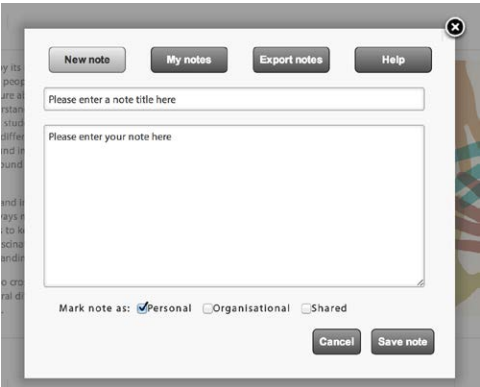 New note My notes Export notes Help
Please enter a note title here
Please enter your note here
Mark note as: Personal Organisational Shared
Cancel Save note